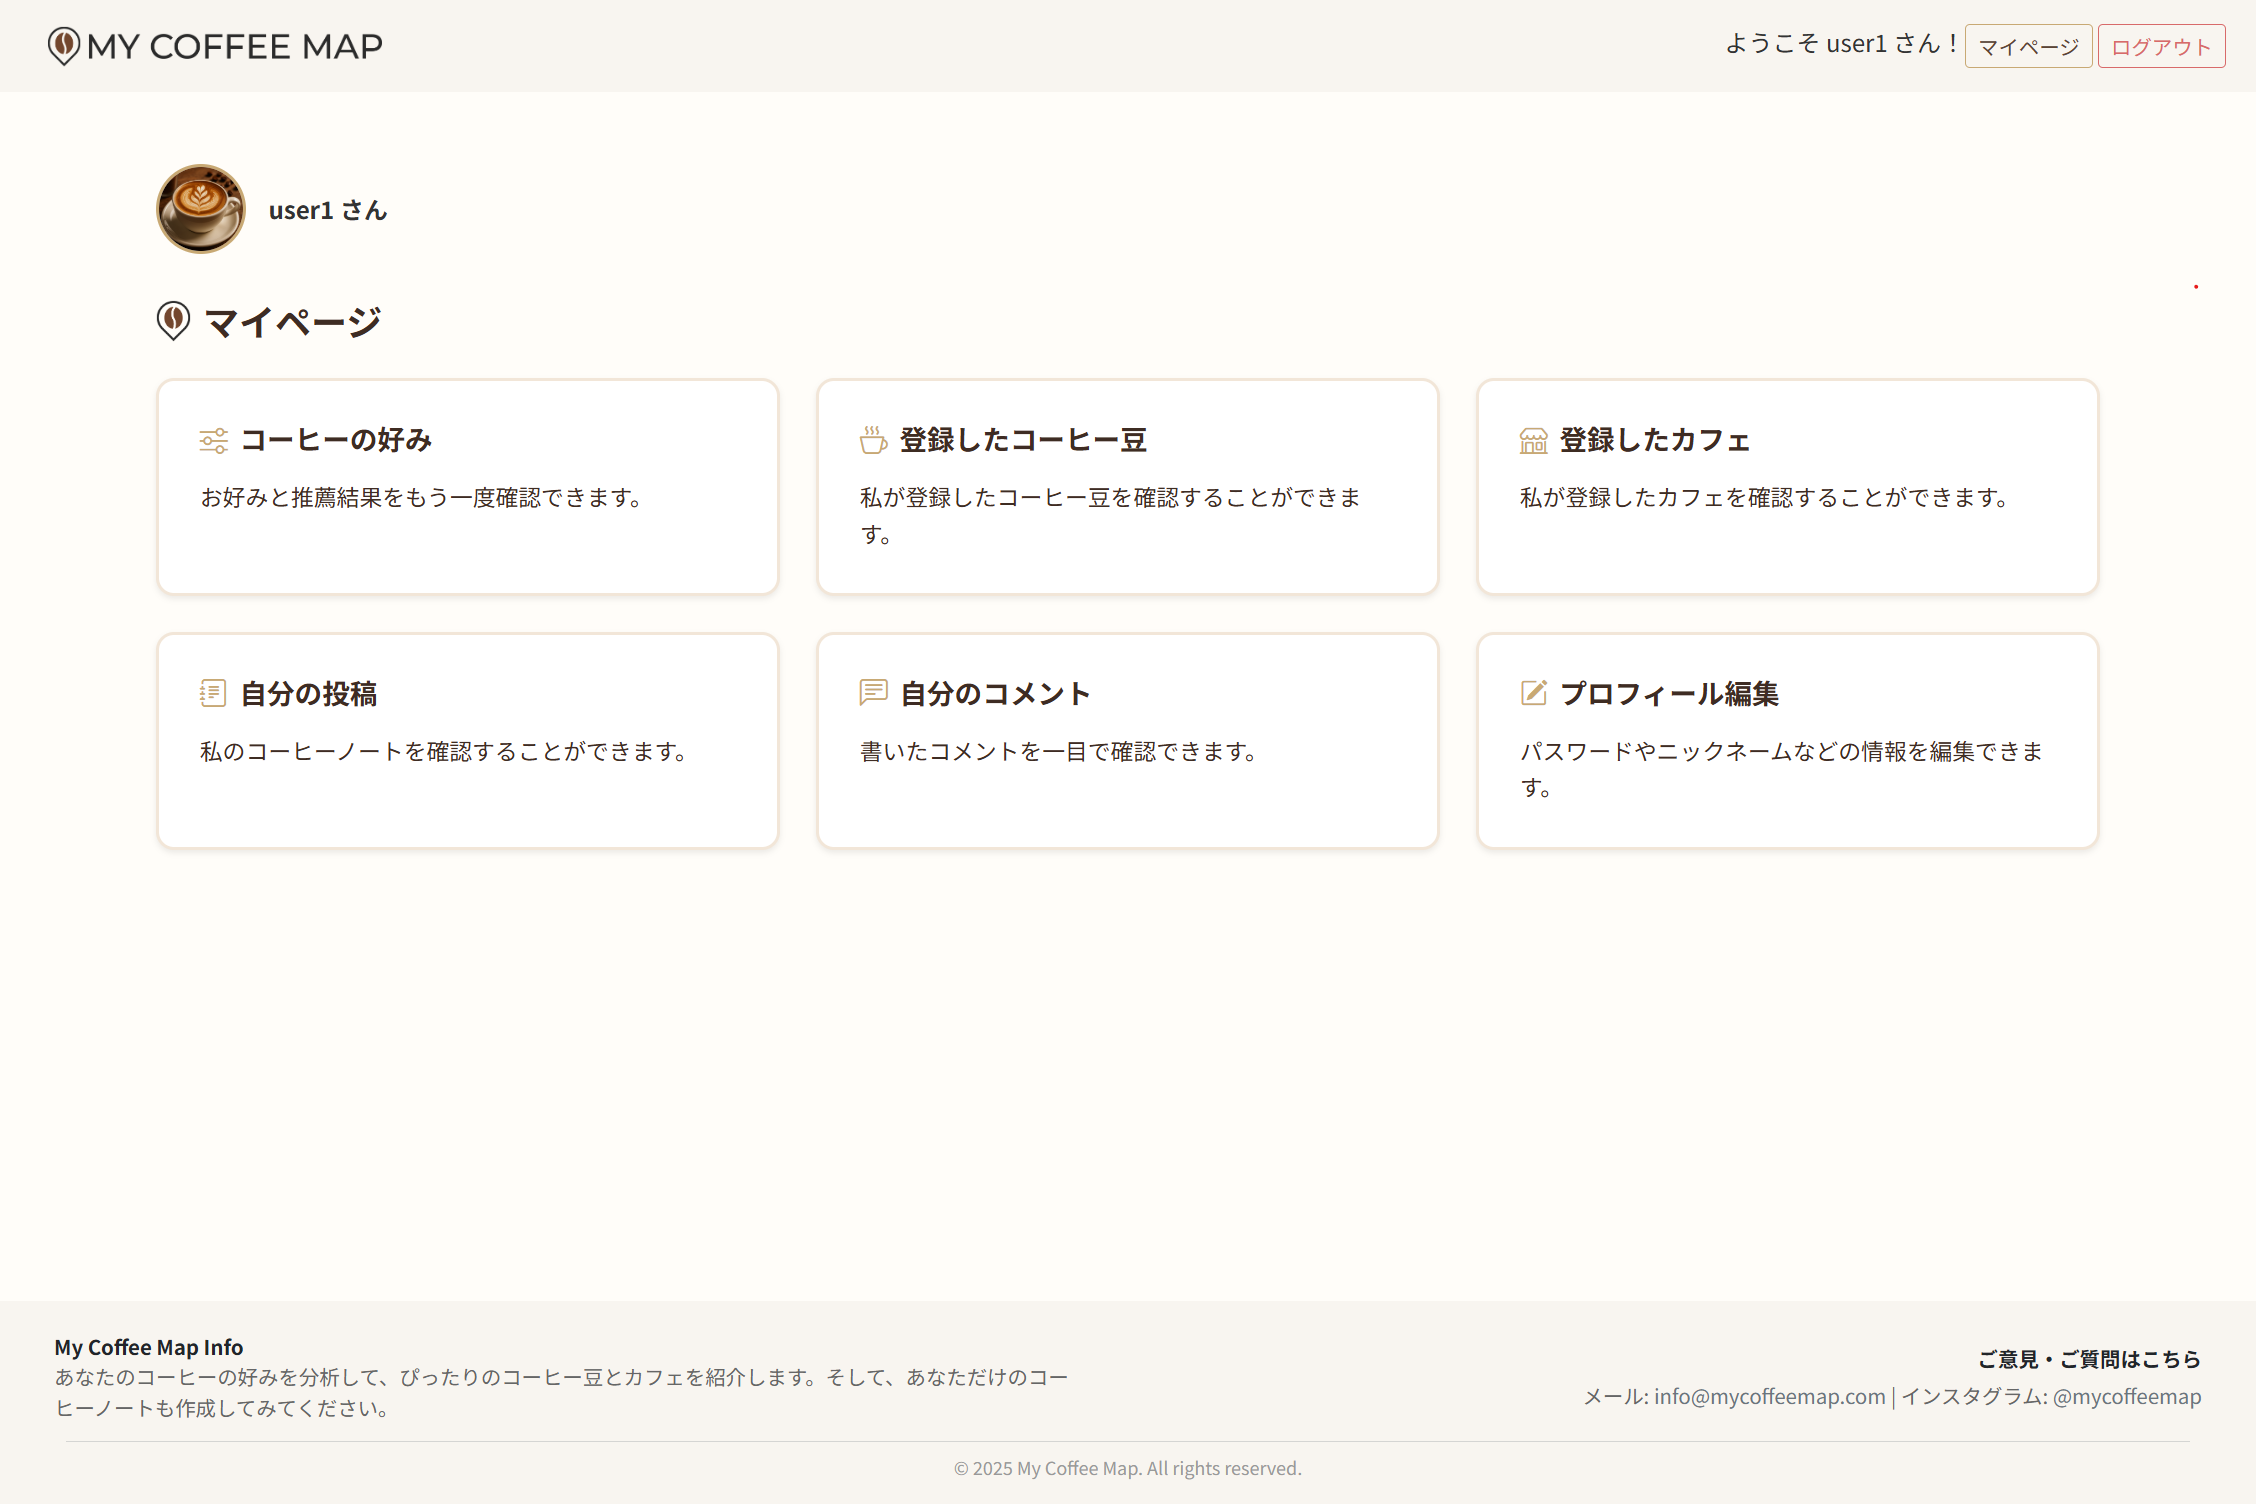 MY COFFEE MAP
ようこそ user1 さん！ マイページ ログアウト
user1 さん
マイページ
コーヒーの好み
お好みと推薦結果をもう一度確認できます。
登録したコーヒー豆
私が登録したコーヒー豆を確認することができま
す。
登録したカフェ
私が登録したカフェを確認することができます。
自分の投稿
私のコーヒーノートを確認することができます。
自分のコメント
書いたコメントを一目で確認できます。
プロフィール編集
パスワードやニックネームなどの情報を編集できま
す。
My Coffee Map Info
あなたのコーヒーの好みを分析して、ぴったりのコーヒー豆とカフェを紹介します。そして、あなただけのコー
ヒーノートも作成してみてください。
ご意見・ご質問はこちら
メール: info@mycoffeemap.com | インスタグラム: @mycoffeemap
© 2025 My Coffee Map. All rights reserved.